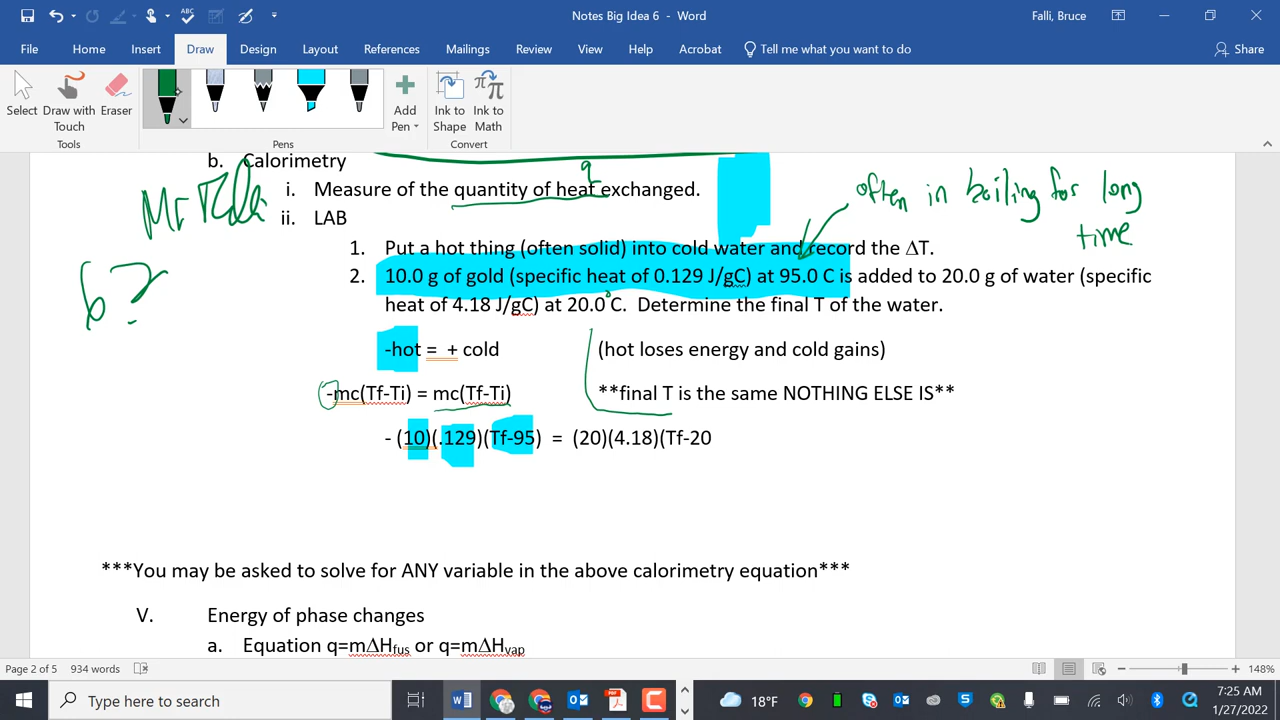 Notes Big Idea 6 - Word
Falli, Bruce
File Home Insert Draw Design Layout References Mailings Review View Help Acrobat Tell me what you want to do Share
Select Draw with Touch Eraser Add Pen Ink to Shape Ink to Math
Tools Pens Convert
b. Calorimetry
q
i. Measure of the quantity of heat exchanged.
often in boiling for long time
Mr Falli
ii. LAB
1. Put a hot thing (often solid) into cold water and record the ΔT.
6.2
2. 10.0 g of gold (specific heat of 0.129 J/gC) at 95.0 C is added to 20.0 g of water (specific
heat of 4.18 J/gC) at 20.0°C. Determine the final T of the water.
-hot = + cold (hot loses energy and cold gains)
-mc(Tf-Ti) = mc(Tf-Ti) **final T is the same NOTHING ELSE IS**
- (10)(.129)(Tf-95) = (20)(4.18)(Tf-20
***You may be asked to solve for ANY variable in the above calorimetry equation***
V. Energy of phase changes
a. Equation q=mΔHfus or q=mΔHvap
Page 2 of 5 934 words 148%
Type here to search
18°F
7:25 AM
1/27/2022